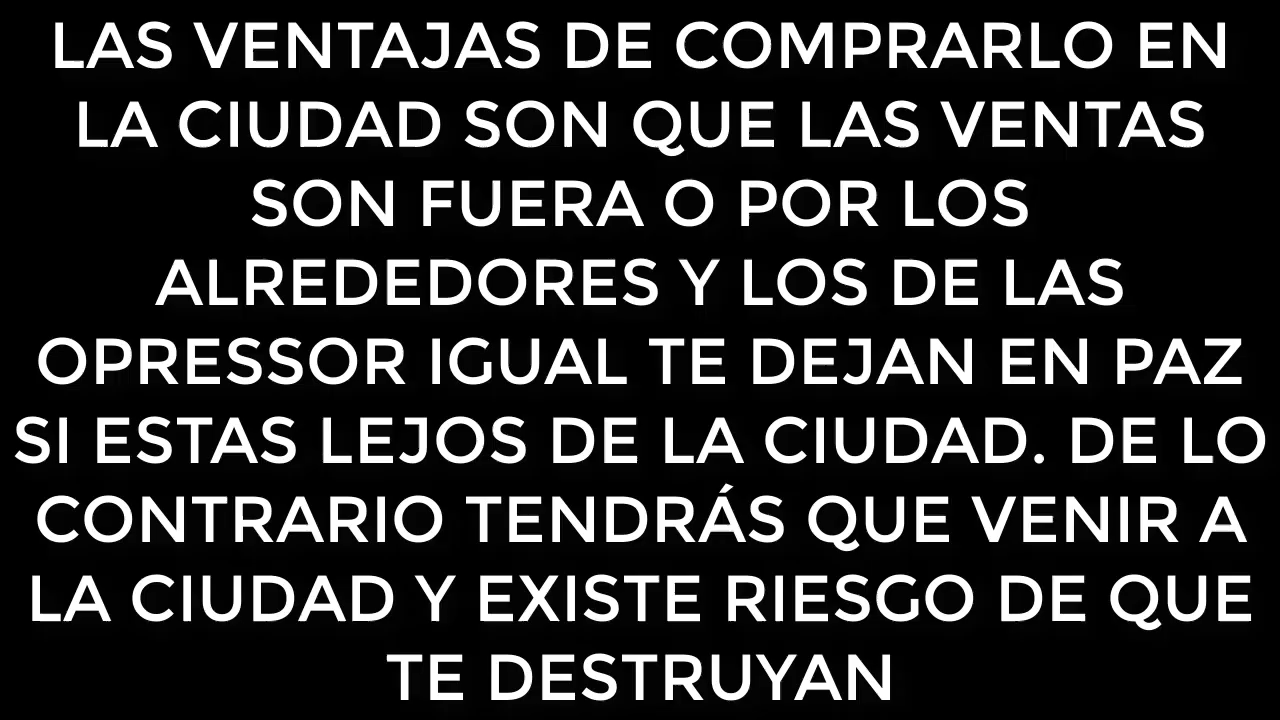 LAS VENTAJAS DE COMPRARLO EN
LA CIUDAD SON QUE LAS VENTAS
SON FUERA O POR LOS
ALREDEDORES Y LOS DE LAS
OPRESSOR IGUAL TE DEJAN EN PAZ
SI ESTAS LEJOS DE LA CIUDAD. DE LO
CONTRARIO TENDRÁS QUE VENIR A
LA CIUDAD Y EXISTE RIESGO DE QUE
TE DESTRUYAN